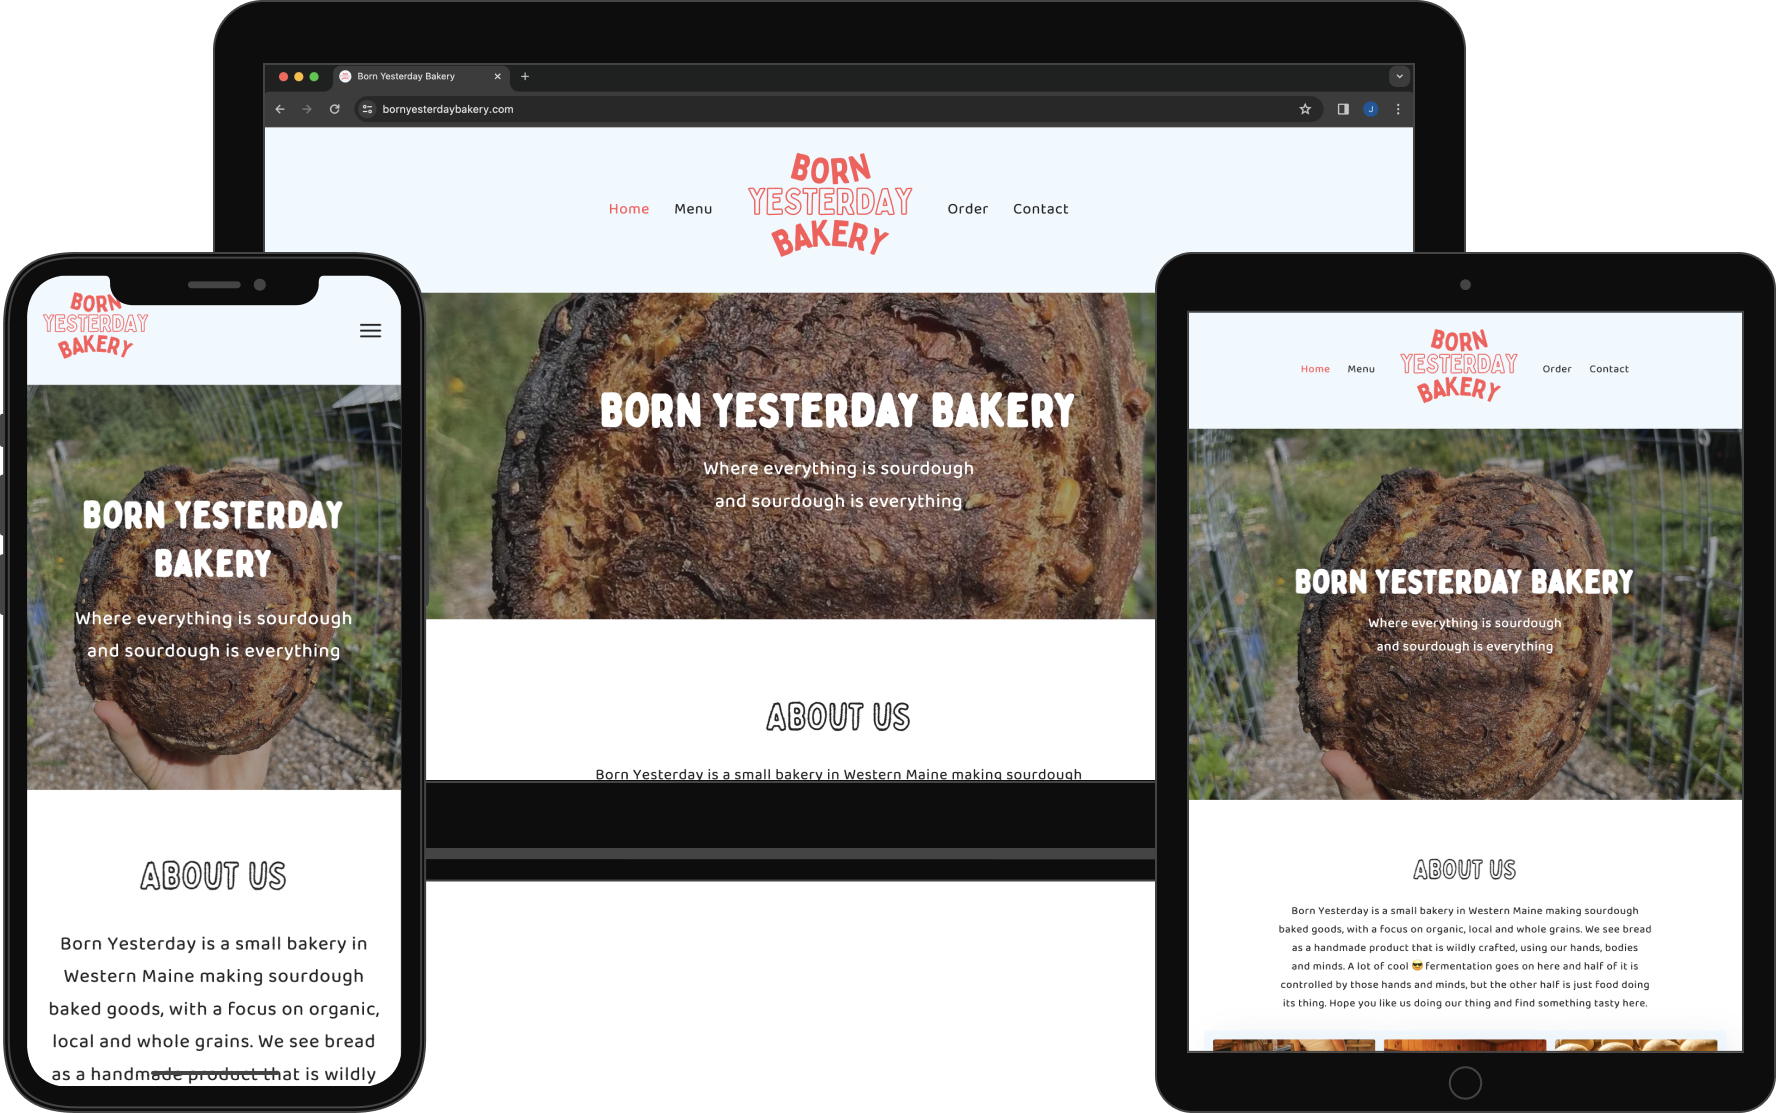 Born Yesterday Bakery
bornyesterdaybakery.com
J
Home Menu
BORN
YESTERDAY
BAKERY
Order Contact
BORN YESTERDAY BAKERY
Where everything is sourdough
and sourdough is everything
ABOUT US
Born Yesterday is a small bakery in Western Maine making sourdough
BORN
YESTERDAY
BAKERY
BORN YESTERDAY
BAKERY
Where everything is sourdough
and sourdough is everything
ABOUT US
Born Yesterday is a small bakery in
Western Maine making sourdough
baked goods, with a focus on organic,
local and whole grains. We see bread
as a handmade product that is wildly
Home Menu
BORN
YESTERDAY
BAKERY
Order Contact
BORN YESTERDAY BAKERY
Where everything is sourdough
and sourdough is everything
ABOUT US
Born Yesterday is a small bakery in Western Maine making sourdough
baked goods, with a focus on organic, local and whole grains. We see bread
as a handmade product that is wildly crafted, using our hands, bodies
and minds. A lot of cool 😎 fermentation goes on here and half of it is
controlled by those hands and minds, but the other half is just food doing
its thing. Hope you like us doing our thing and find something tasty here.